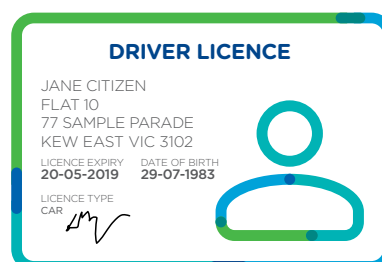 DRIVER LICENCE
JANE CITIZEN
FLAT 10
77 SAMPLE PARADE
KEW EAST VIC 3102
LICENCE EXPIRY DATE OF BIRTH
20-05-2019 29-07-1983
LICENCE TYPE
CAR